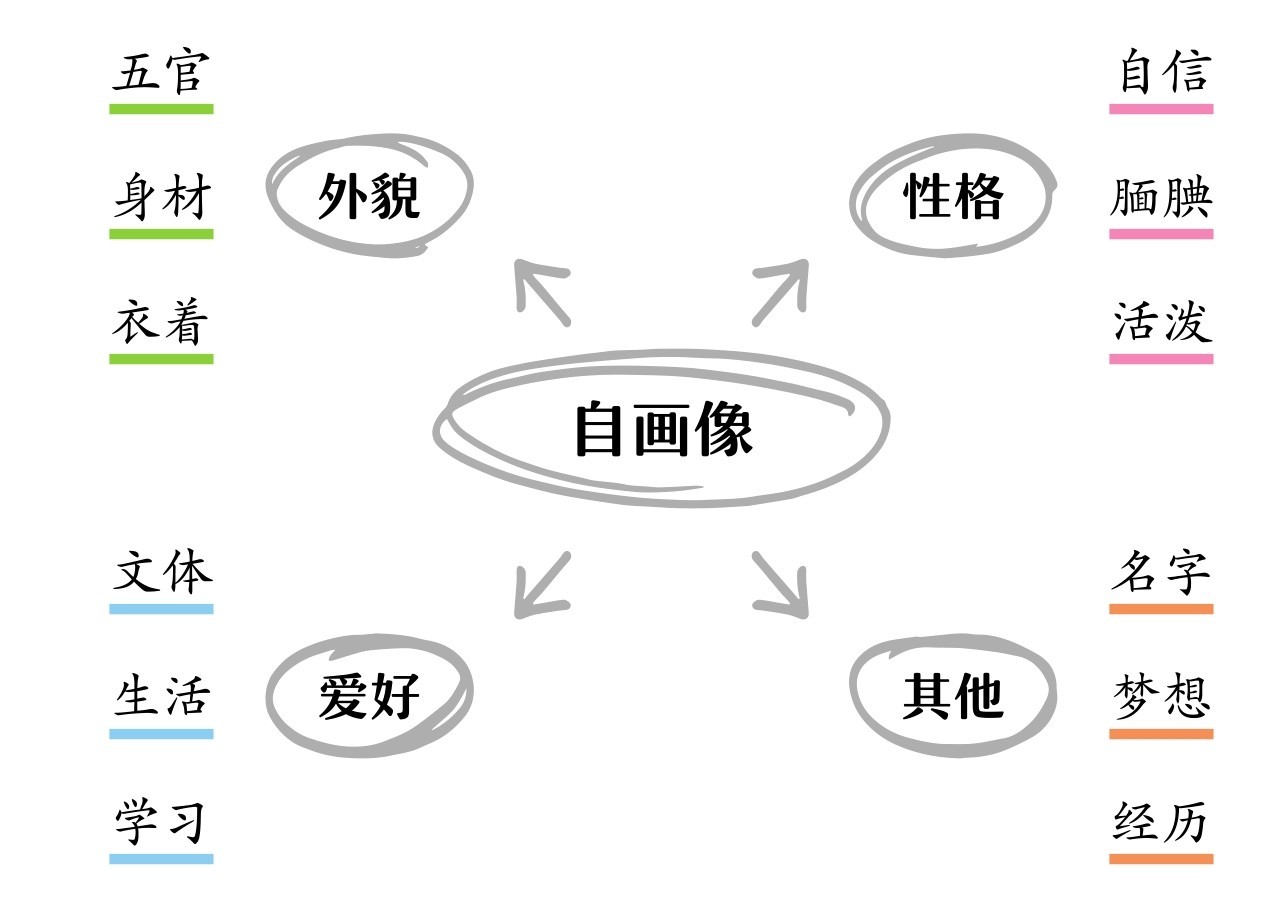 五官
身材
衣着
外貌
性格
自信
腼腆
活泼
自画像
文体
生活
学习
爱好
其他
名字
梦想
经历